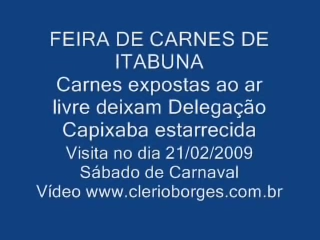 FEIRA DE CARNES DE
ITABUNA
Carnes expostas ao ar
livre deixam Delegação
Capixaba estarrecida
Visita no dia 21/02/2009
Sábado de Carnaval
Vídeo www.clerioborges.com.br